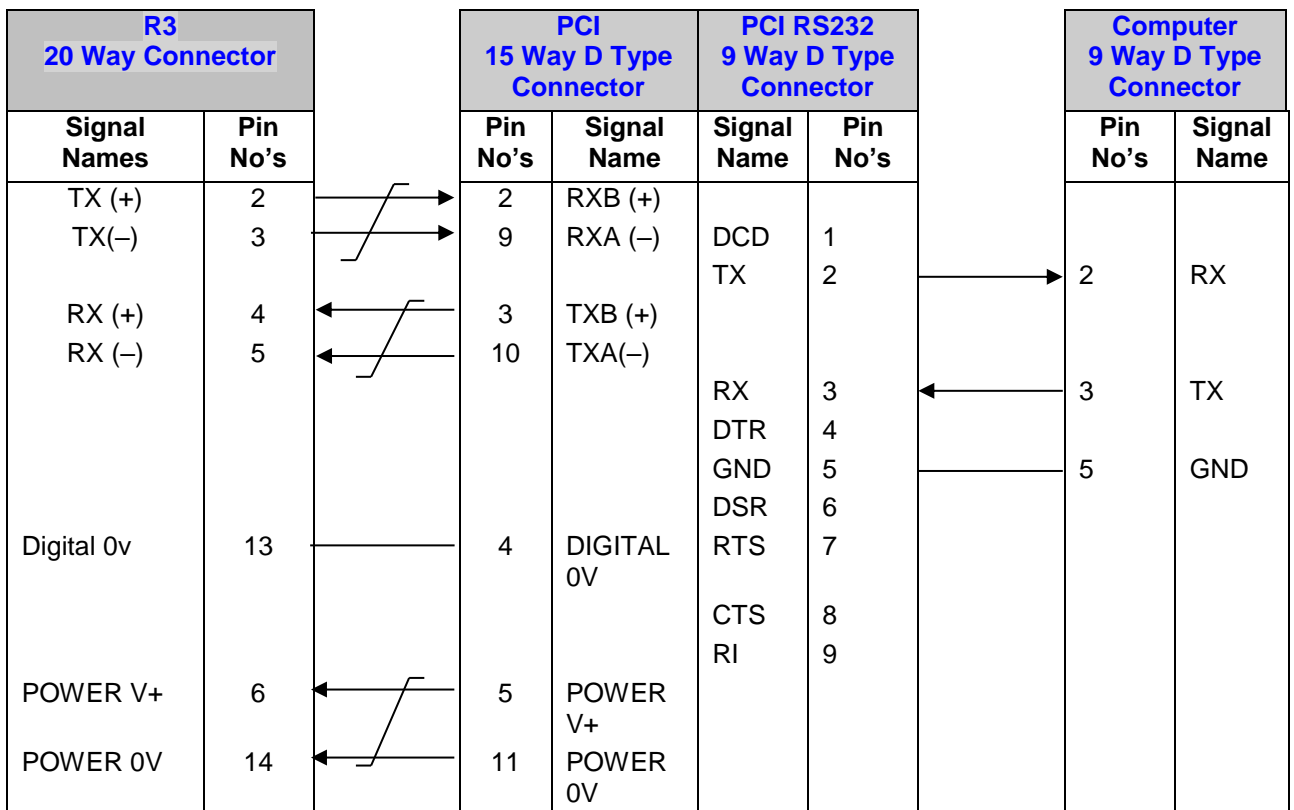 R3
20 Way Connector
PCI
15 Way D Type
Connector
PCI RS232
9 Way D Type
Connector
Computer
9 Way D Type
Connector
Signal
Names
Pin
No’s
Pin
No’s
Signal
Name
Signal
Name
Pin
No’s
Pin
No’s
Signal
Name
TX (+) 2 2 RXB (+)
TX(–) 3 9 RXA (–) DCD 1
TX 2 2 RX
RX (+) 4 3 TXB (+)
RX (–) 5 10 TXA(–)
RX 3 3 TX
DTR 4
GND 5 5 GND
DSR 6
Digital 0v 13 4 DIGITAL RTS 7
0V
CTS 8
RI 9
POWER V+ 6 5 POWER
V+
POWER 0V 14 11 POWER
0V